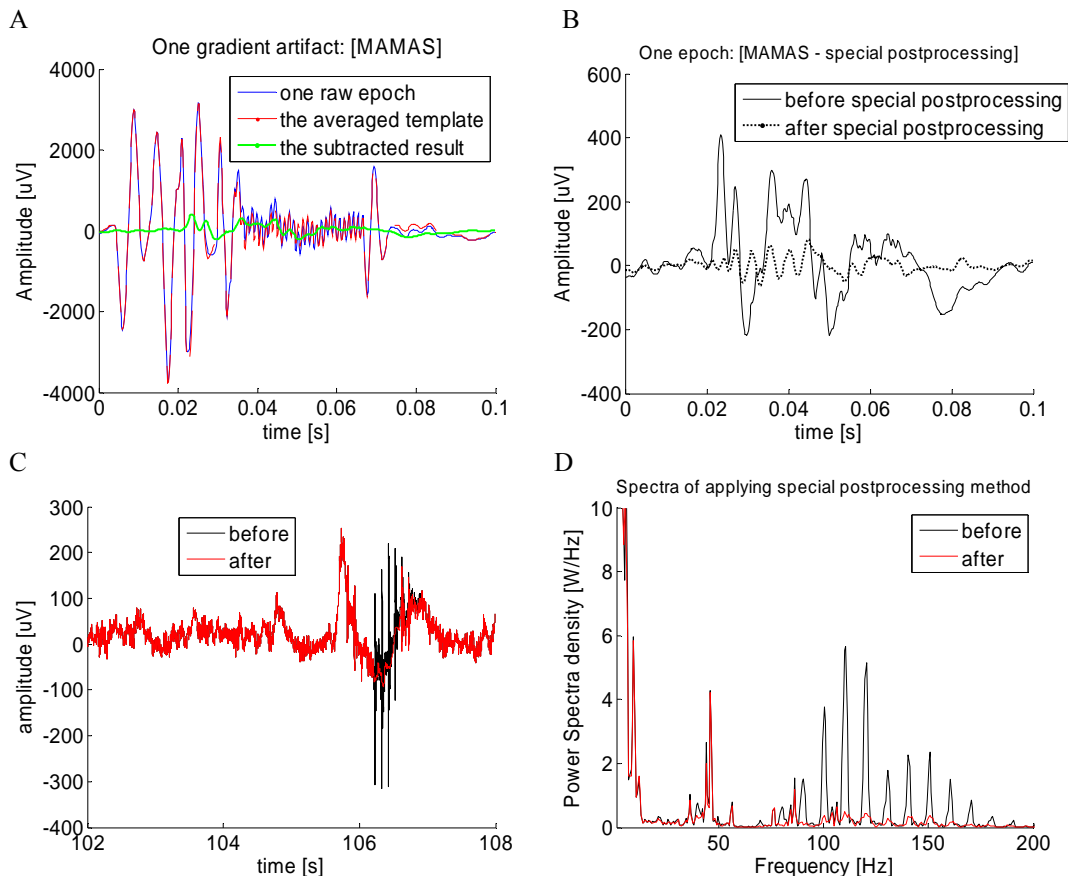 A
One gradient artifact: [MAMAS]
4000
2000
0
-2000
-4000
Amplitude [uV]
one raw epoch
the averaged template
the subtracted result
0
0.02
0.04
0.06
0.08
0.1
time [s]
B
One epoch: [MAMAS - special postprocessing]
600
400
200
0
-200
-400
Amplitude [uV]
before special postprocessing
after special postprocessing
0
0.02
0.04
0.06
0.08
0.1
time [s]
C
300
200
100
0
-100
-200
-300
-400
amplitude [uV]
before
after
102
104
106
108
time [s]
D
Spectra of applying special postprocessing method
10
8
6
4
2
0
Power Spectra density [W/Hz]
before
after
50
100
150
200
Frequency [Hz]